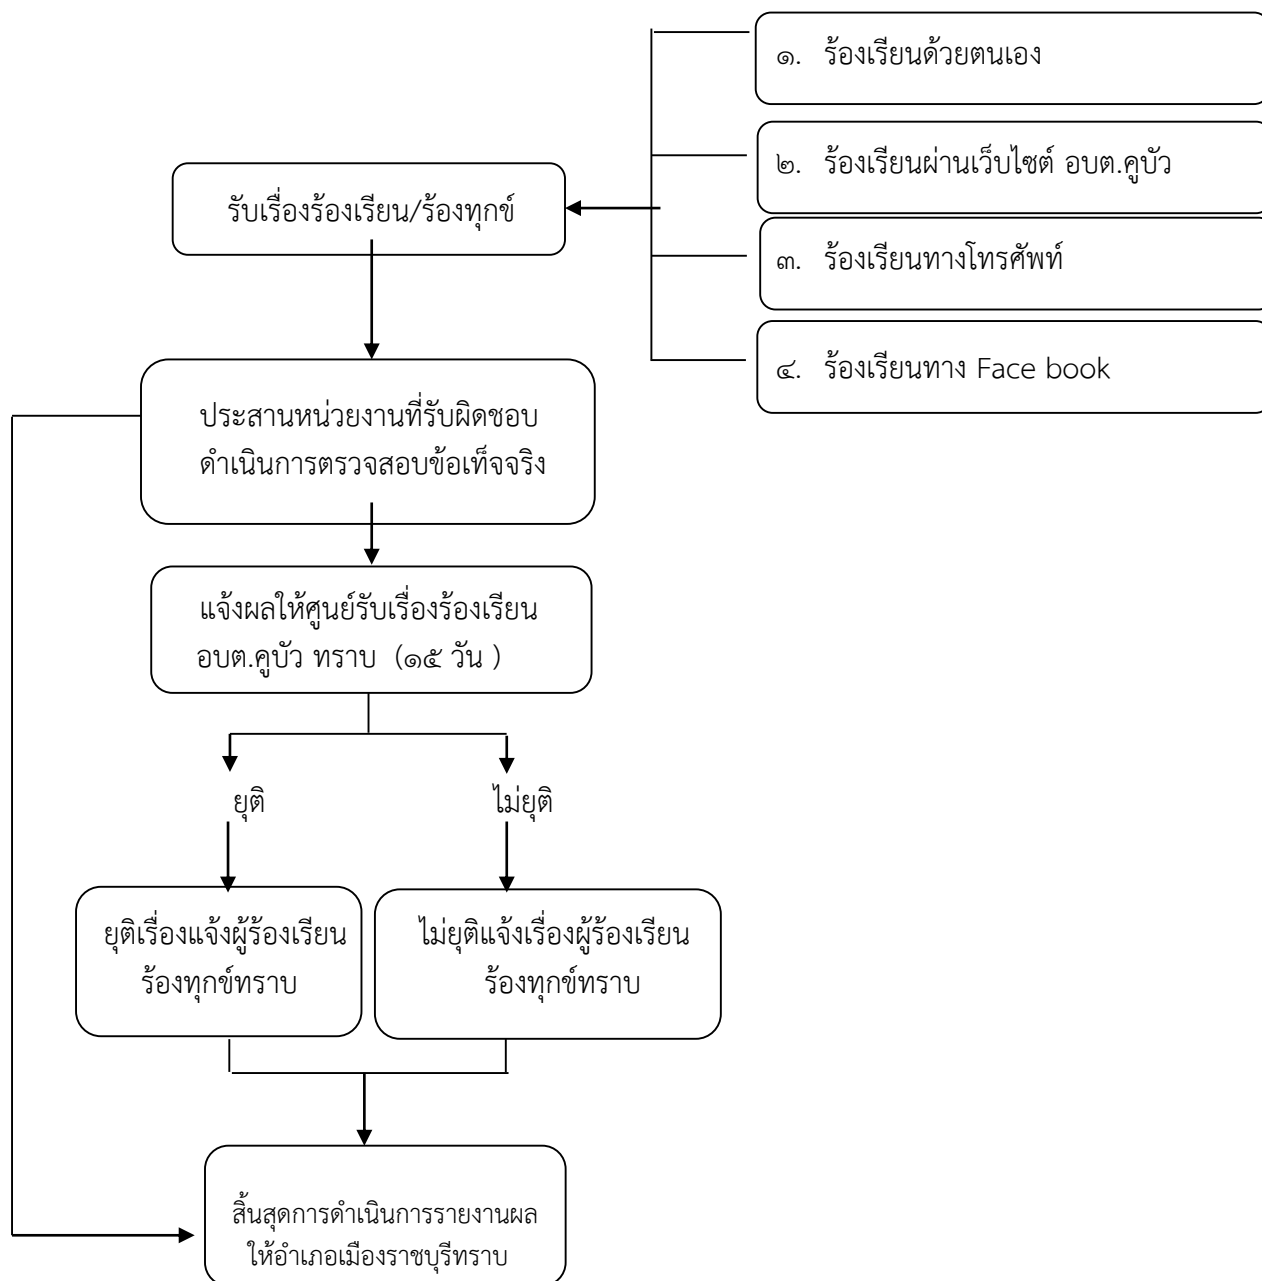 ๑. ร้องเรียนด้วยตนเอง
๒. ร้องเรียนผ่านเว็บไซต์ อบต.คูบัว
รับเรื่องร้องเรียน/ร้องทุกข์
๓. ร้องเรียนทางโทรศัพท์
๔. ร้องเรียนทาง Face book
ประสานหน่วยงานที่รับผิดชอบ
ดำเนินการตรวจสอบข้อเท็จจริง
แจ้งผลให้ศูนย์รับเรื่องร้องเรียน
อบต.คูบัว ทราบ (๑๕ วัน )
ยุติ
ไม่ยุติ
ยุติเรื่องแจ้งผู้ร้องเรียน
ร้องทุกข์ทราบ
ไม่ยุติแจ้งเรื่องผู้ร้องเรียน
ร้องทุกข์ทราบ
สิ้นสุดการดำเนินการรายงานผล
ให้อำเภอเมืองราชบุรีทราบ